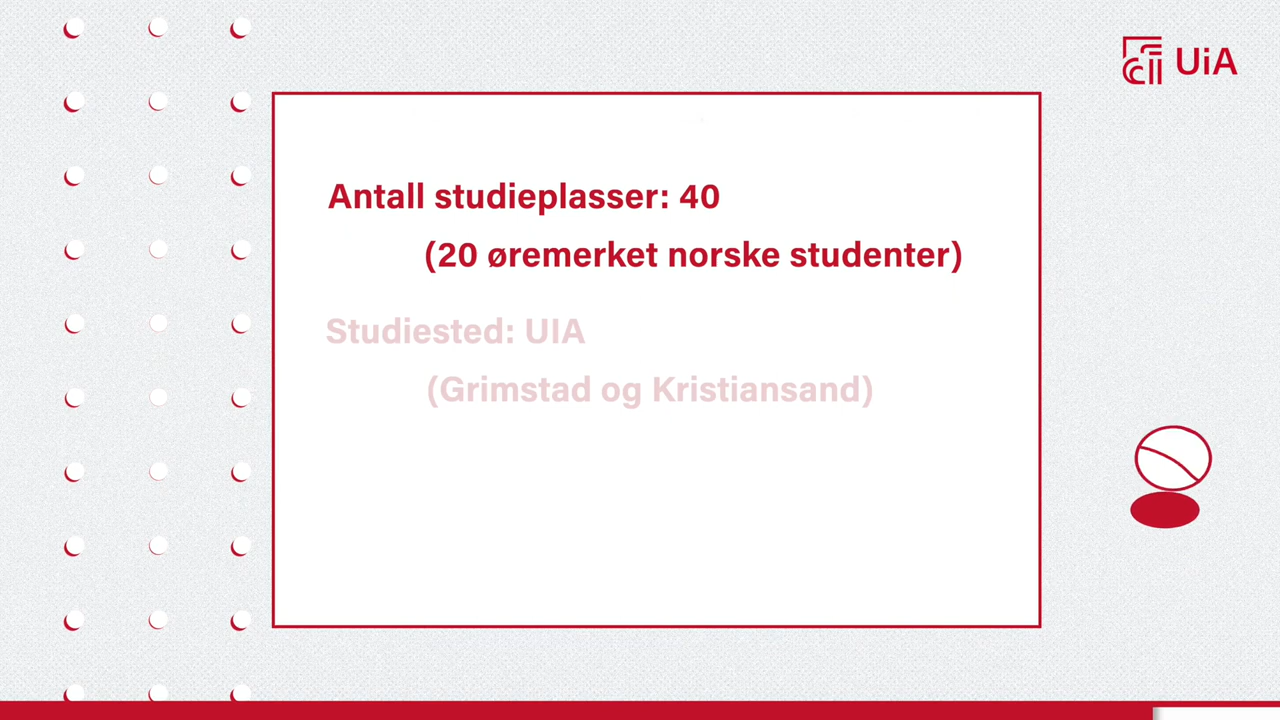 UiA
Antall studieplasser: 40
(20 øremerket norske studenter)
Studiested: UIA
(Grimstad og Kristiansand)